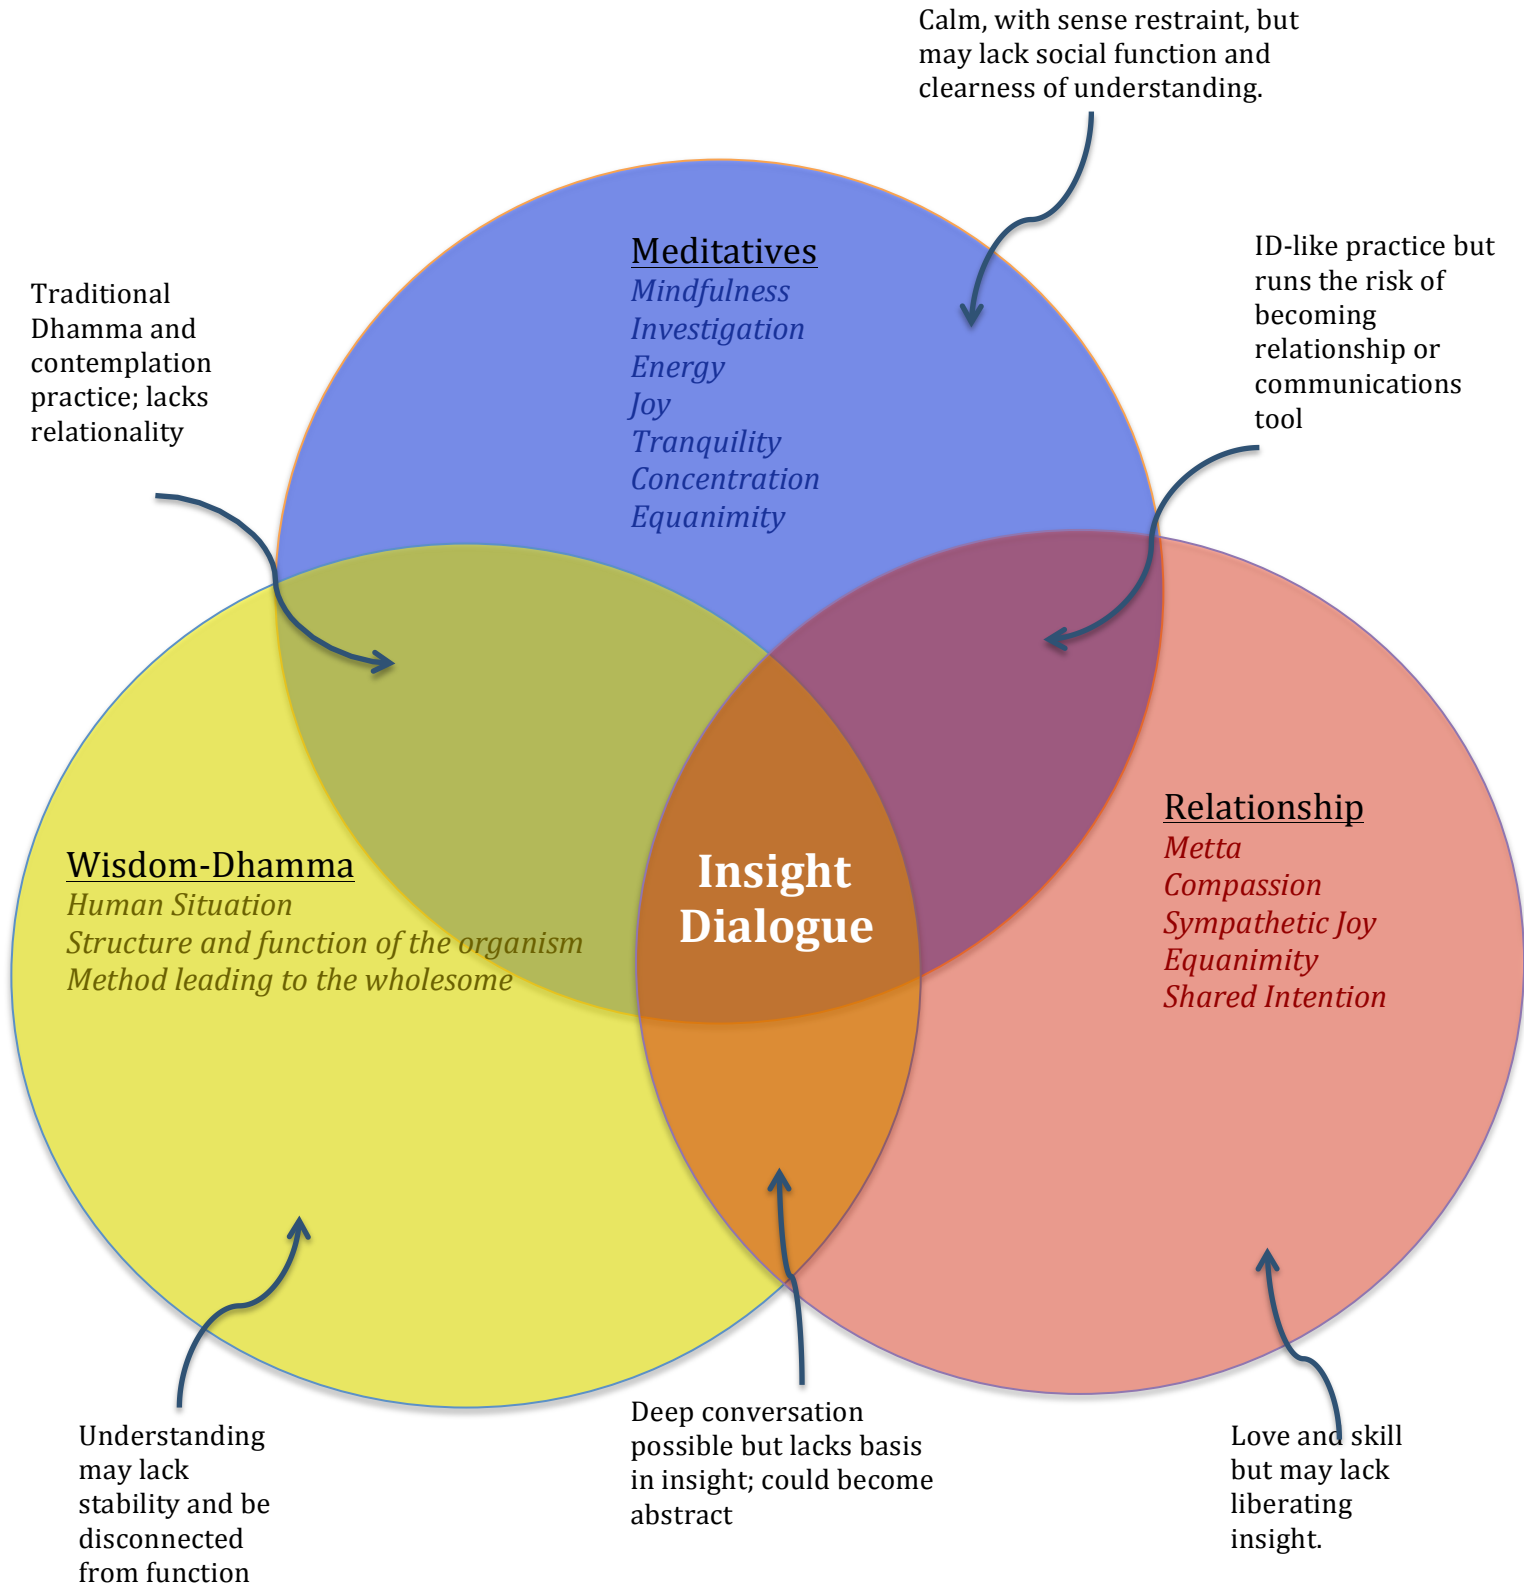 Calm, with sense restraint, but
may lack social function and
clearness of understanding.
Meditatives
Mindfulness
Investigation
Energy
Joy
Tranquility
Concentration
Equanimity
ID-like practice but
runs the risk of
becoming
relationship or
communications
tool
Traditional
Dhamma and
contemplation
practice; lacks
relationality
Wisdom-Dhamma
Human Situation
Structure and function of the organism
Method leading to the wholesome
Insight
Dialogue
Relationship
Metta
Compassion
Sympathetic Joy
Equanimity
Shared Intention
Understanding
may lack
stability and be
disconnected
from function
Deep conversation
possible but lacks basis
in insight; could become
abstract
Love and skill
but may lack
liberating
insight.